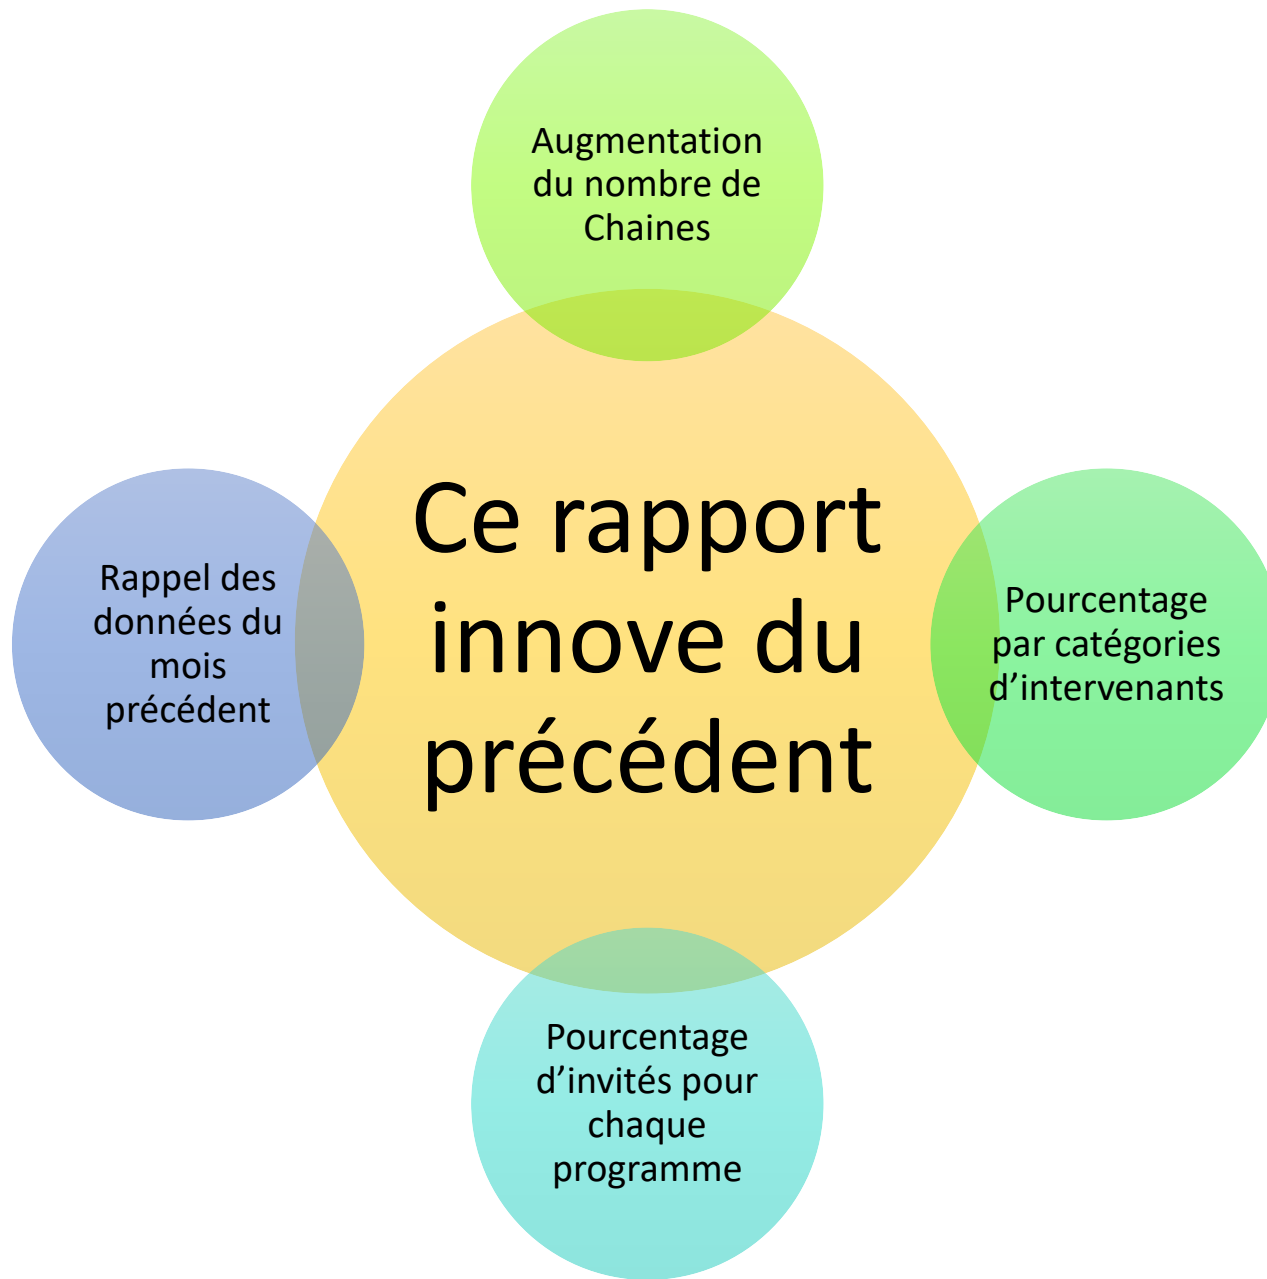 Augmentation
du nombre de
Chaines
Ce rapport
innove du
précédent
Rappel des
données du
mois
précédent
Pourcentage
par catégories
d’intervenants
Pourcentage
d’invités pour
chaque
programme